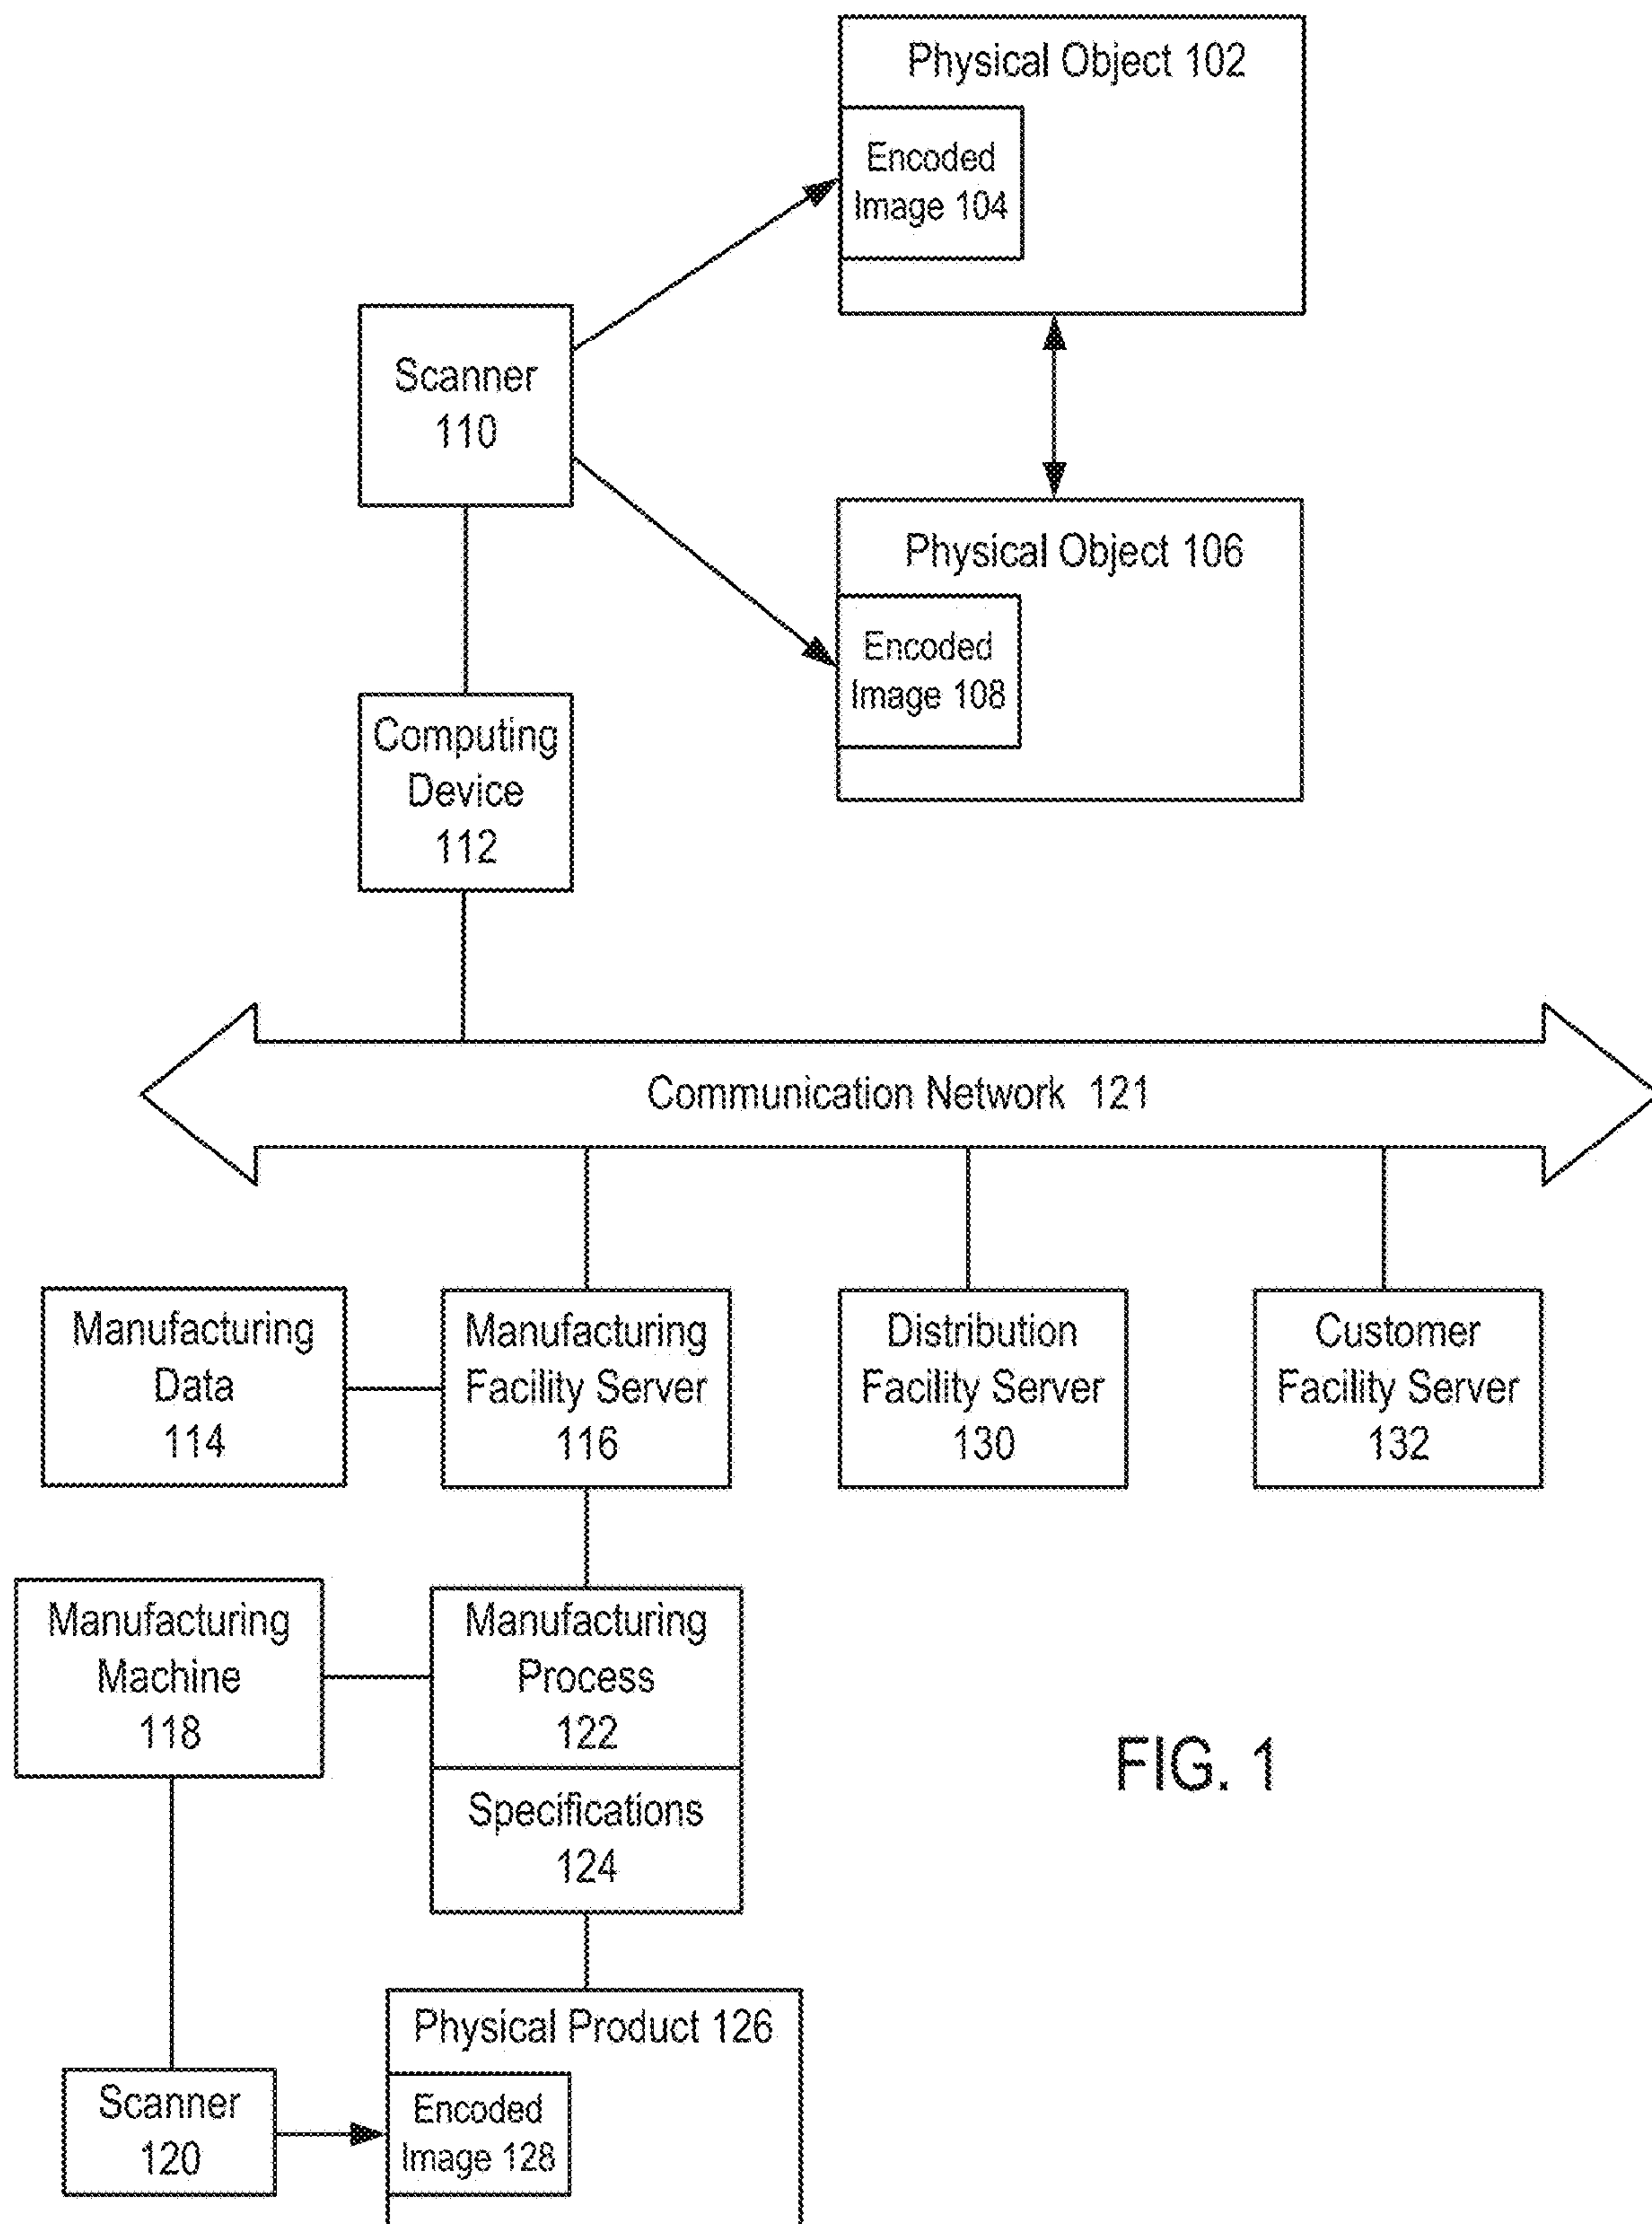 Physical Object 102
Encoded
Image 104
Scanner
110
Physical Object 106
Encoded
Image 108
Computing
Device
112
Communication Network 121
Manufacturing
Data
114
Manufacturing
Facility Server
116
Distribution
Facility Server
130
Customer
Facility Server
132
Manufacturing
Machine
118
Manufacturing
Process
122
Specifications
124
FIG. 1
Physical Product 126
Scanner
120
Encoded
Image 128